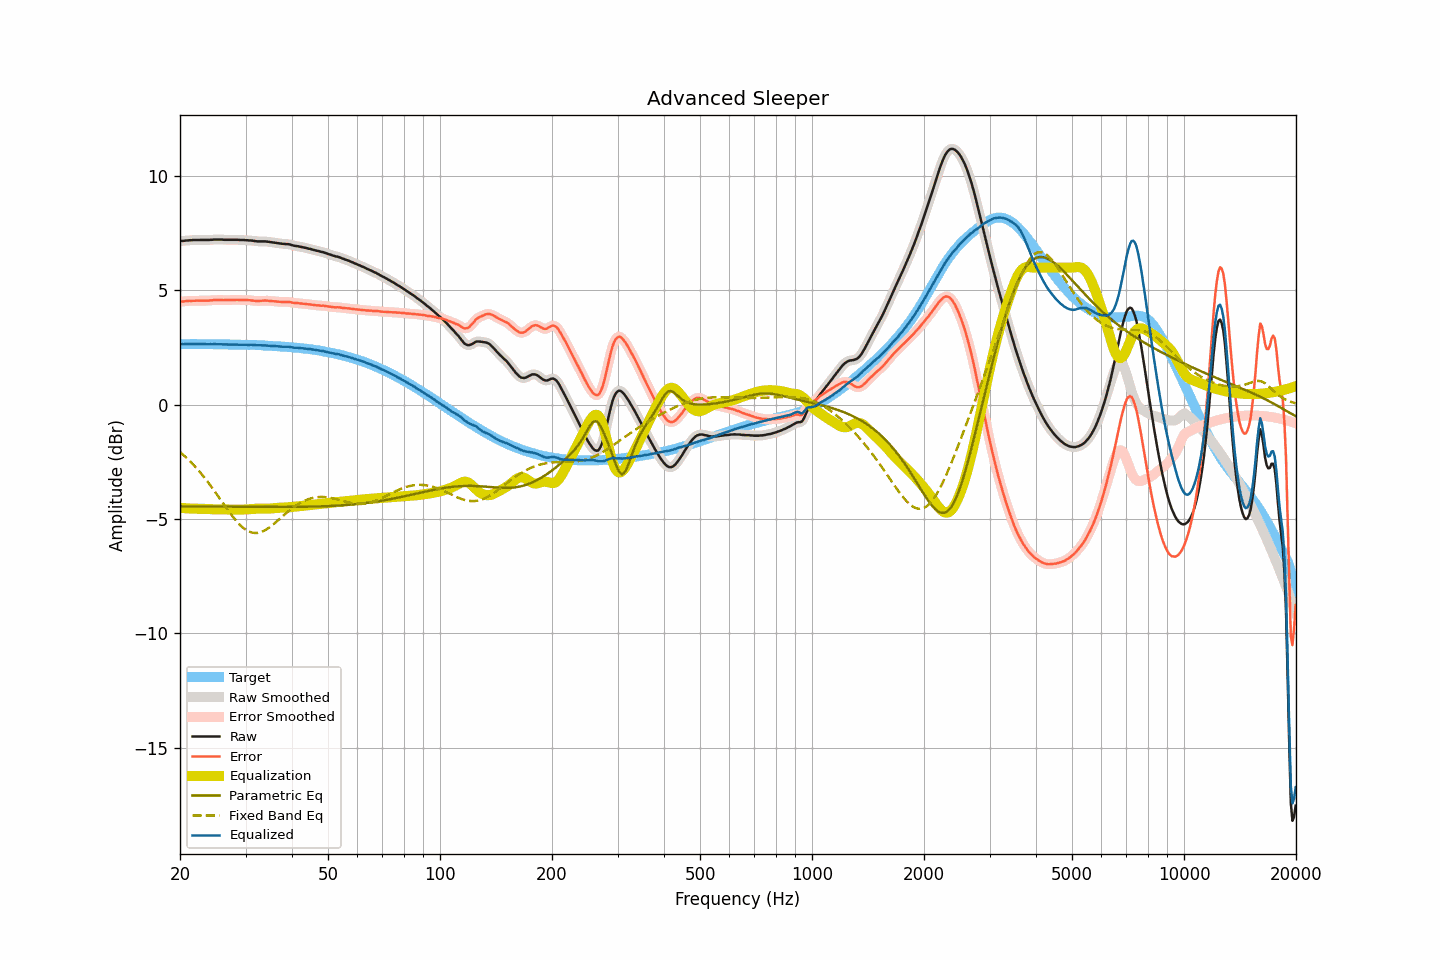 Advanced Sleeper
10
5
0
−5
−10
−15
Amplitude (dBr)
Target
Raw Smoothed
Error Smoothed
Raw
Error
Equalization
Parametric Eq
Fixed Band Eq
Equalized
20 50 100 200 500 1000 2000 5000 10000 20000
Frequency (Hz)